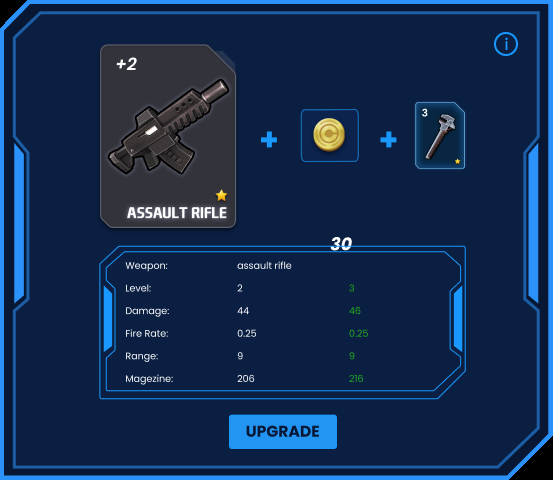 +2
3
ASSAULT RIFLE
30
Weapon: assault rifle
Level: 2 3
Damage: 44 46
Fire Rate: 0.25 0.25
Range: 9 9
Magezine: 206 216
UPGRADE